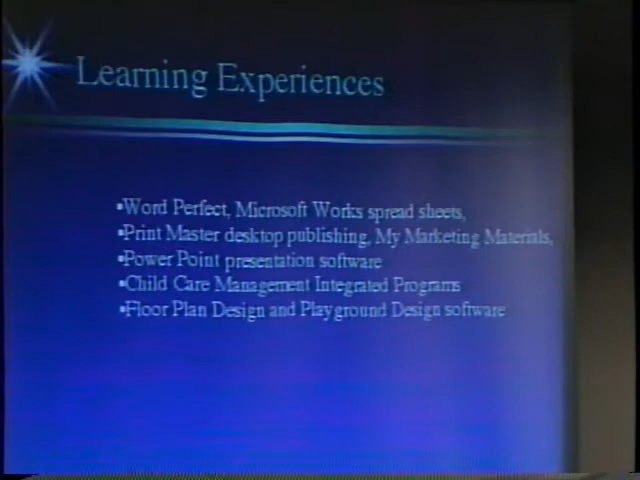 Learning Experiences
•Word Perfect, Microsoft Works spread sheets,
•Print Master desktop publishing, My Marketing Materials,
•Power Point presentation software
•Child Care Management Integrated Programs
•Floor Plan Design and Playground Design software